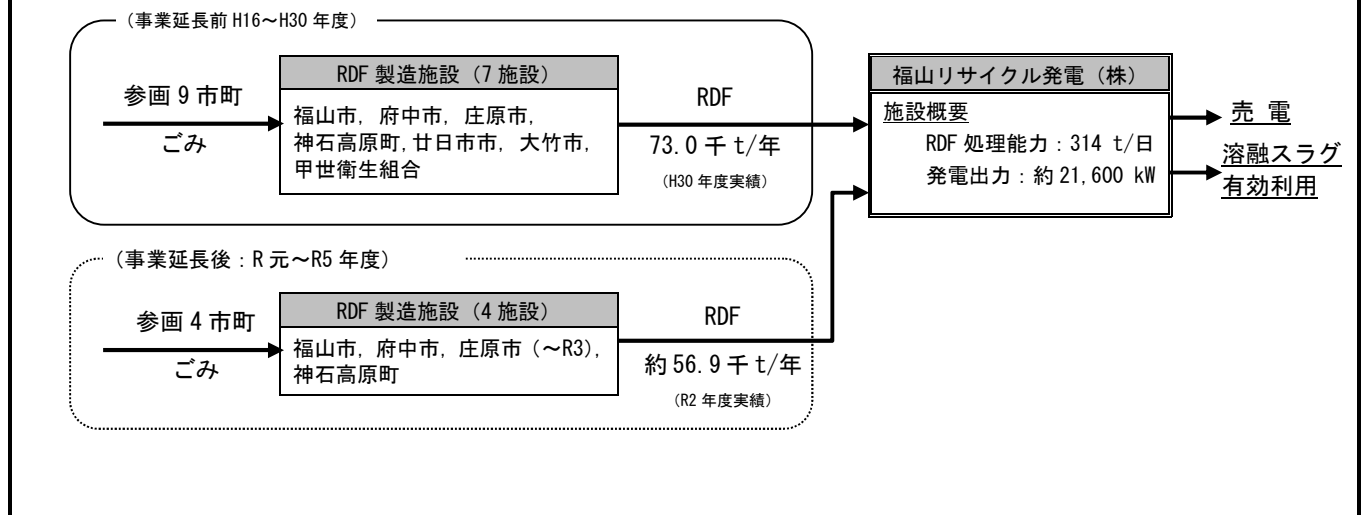 （事業延長前 H16～H30 年度）
参画 9 市町
ごみ
RDF 製造施設（7 施設）
福山市，府中市，庄原市，
神石高原町，廿日市市，大竹市，
甲世衛生組合
RDF
73.0 千 t/年
（H30 年度実績）
福山リサイクル発電（株）
施設概要
RDF 処理能力：314 t/日
発電出力：約 21,600 kW
売 電
溶融スラグ
有効利用
（事業延長後：R 元～R5 年度）
参画 4 市町
ごみ
RDF 製造施設（4 施設）
福山市，府中市，庄原市（～R3），
神石高原町
RDF
約 56.9 千 t/年
（R2 年度実績）